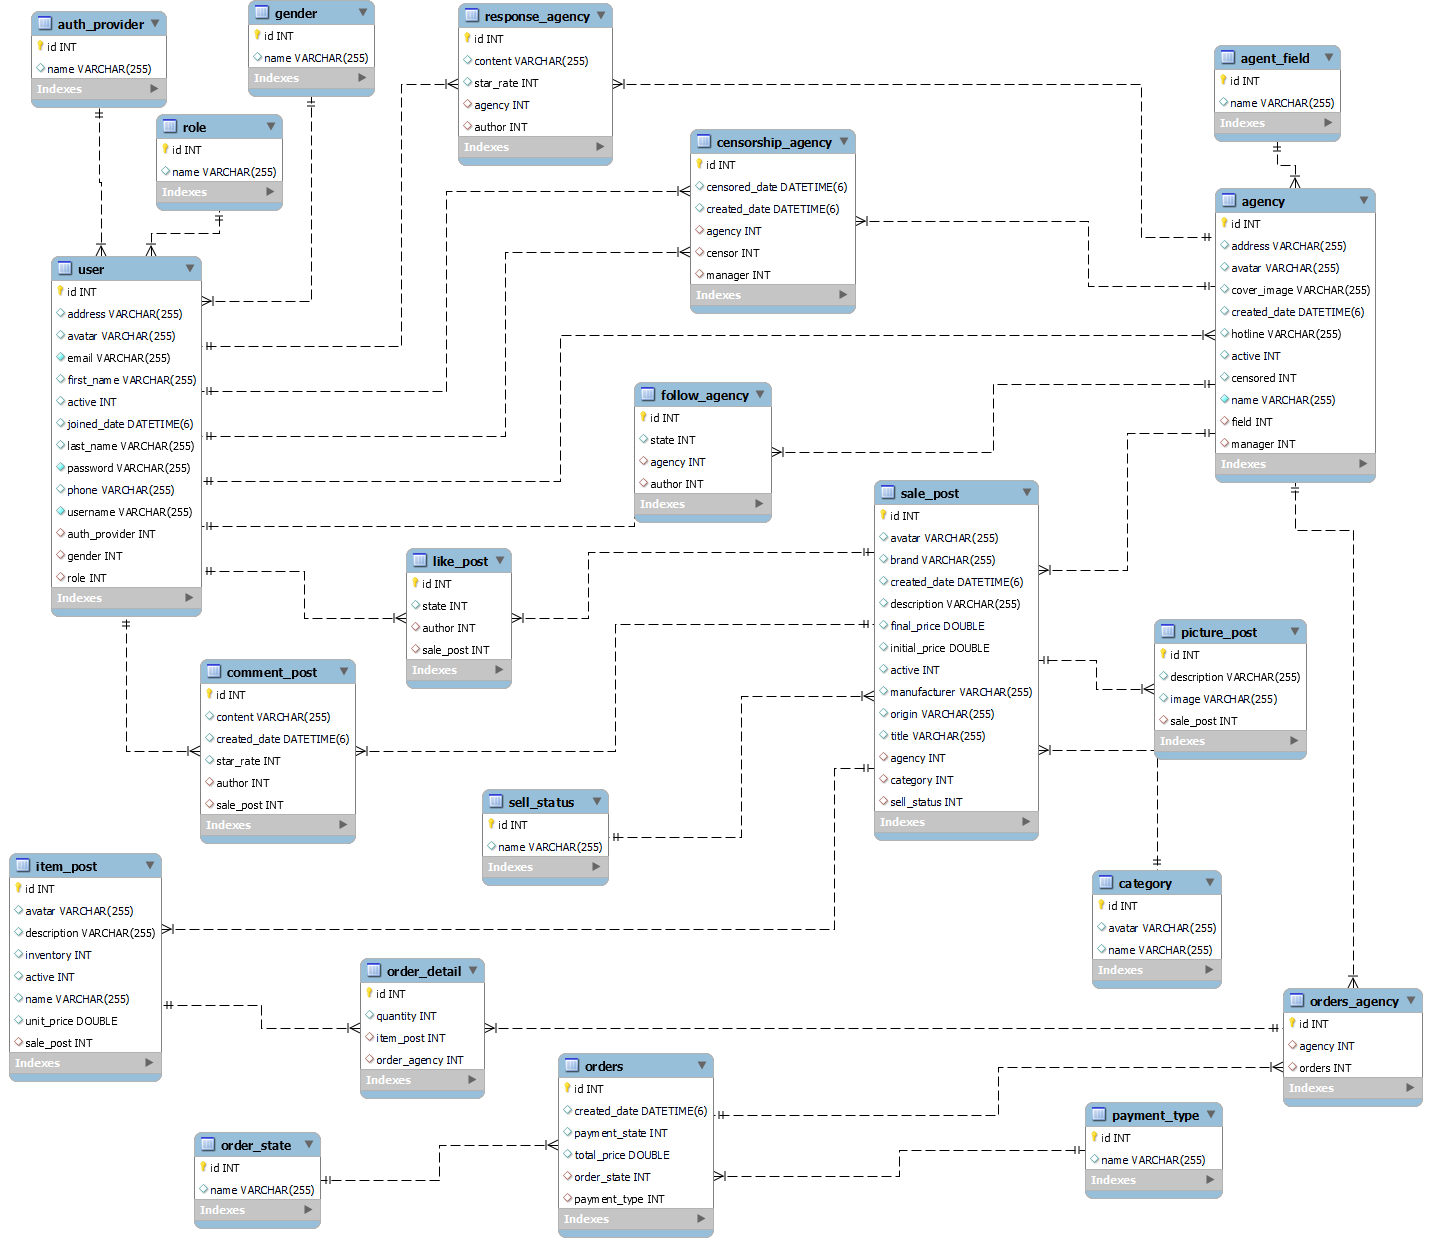 auth_provider
id INT
name VARCHAR(255)
Indexes
gender
id INT
name VARCHAR(255)
Indexes
role
id INT
name VARCHAR(255)
Indexes
response_agency
id INT
content VARCHAR(255)
star_rate INT
agency INT
author INT
Indexes
agent_field
id INT
name VARCHAR(255)
Indexes
censorship_agency
id INT
censored_date DATETIME(6)
created_date DATETIME(6)
agency INT
censor INT
manager INT
Indexes
agency
id INT
address VARCHAR(255)
avatar VARCHAR(255)
cover_image VARCHAR(255)
created_date DATETIME(6)
hotline VARCHAR(255)
active INT
censored INT
name VARCHAR(255)
field INT
manager INT
Indexes
user
id INT
address VARCHAR(255)
avatar VARCHAR(255)
email VARCHAR(255)
first_name VARCHAR(255)
active INT
joined_date DATETIME(6)
last_name VARCHAR(255)
password VARCHAR(255)
phone VARCHAR(255)
username VARCHAR(255)
auth_provider INT
gender INT
role INT
Indexes
follow_agency
id INT
state INT
agency INT
author INT
Indexes
sale_post
id INT
avatar VARCHAR(255)
brand VARCHAR(255)
created_date DATETIME(6)
description VARCHAR(255)
final_price DOUBLE
initial_price DOUBLE
active INT
manufacturer VARCHAR(255)
origin VARCHAR(255)
title VARCHAR(255)
agency INT
category INT
sell_status INT
Indexes
like_post
id INT
state INT
author INT
sale_post INT
Indexes
picture_post
id INT
description VARCHAR(255)
image VARCHAR(255)
sale_post INT
Indexes
comment_post
id INT
content VARCHAR(255)
created_date DATETIME(6)
star_rate INT
author INT
sale_post INT
Indexes
sell_status
id INT
name VARCHAR(255)
Indexes
item_post
id INT
avatar VARCHAR(255)
description VARCHAR(255)
inventory INT
active INT
name VARCHAR(255)
unit_price DOUBLE
sale_post INT
Indexes
category
id INT
avatar VARCHAR(255)
name VARCHAR(255)
Indexes
order_detail
id INT
quantity INT
item_post INT
order_agency INT
Indexes
orders_agency
id INT
agency INT
orders INT
Indexes
orders
id INT
created_date DATETIME(6)
payment_state INT
total_price DOUBLE
order_state INT
payment_type INT
Indexes
payment_type
id INT
name VARCHAR(255)
Indexes
order_state
id INT
name VARCHAR(255)
Indexes